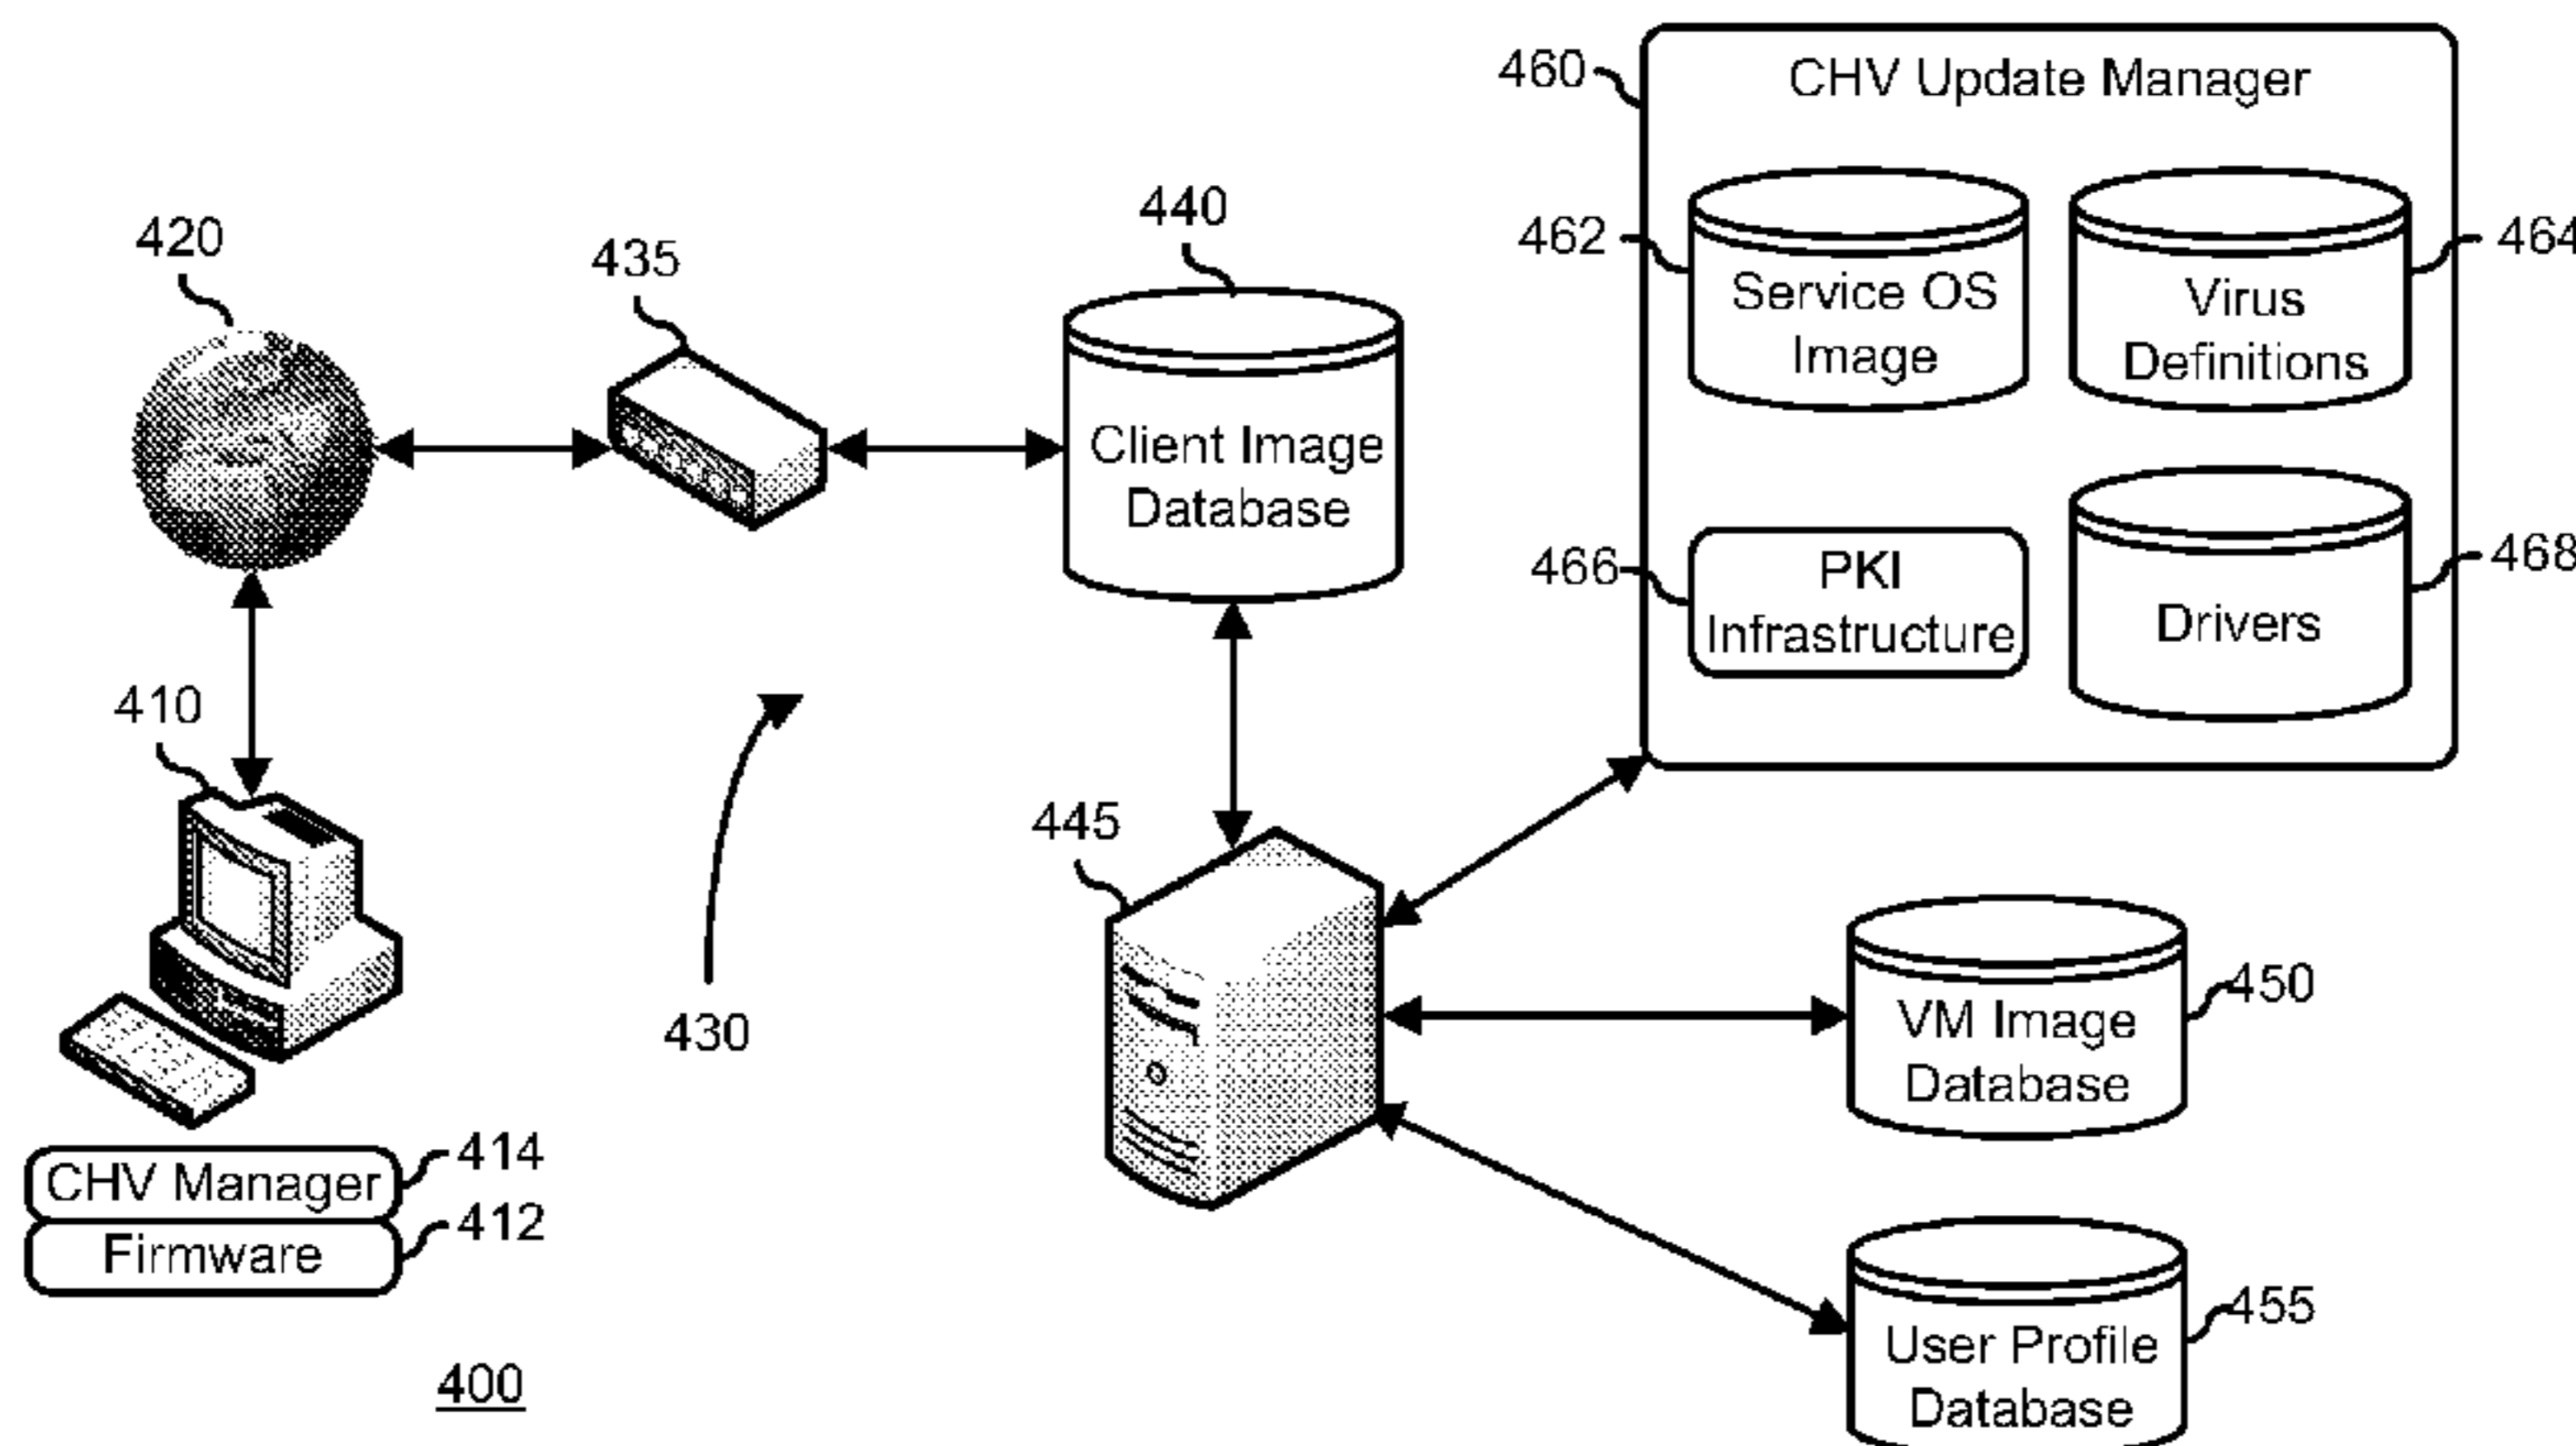 460
CHV Update Manager
462
Service OS
Image
464
Virus
Definitions
466
PKI
Infrastructure
468
Drivers
420
435
440
Client Image
Database
410
430
445
414
CHV Manager
412
Firmware
450
VM Image
Database
455
User Profile
Database
400